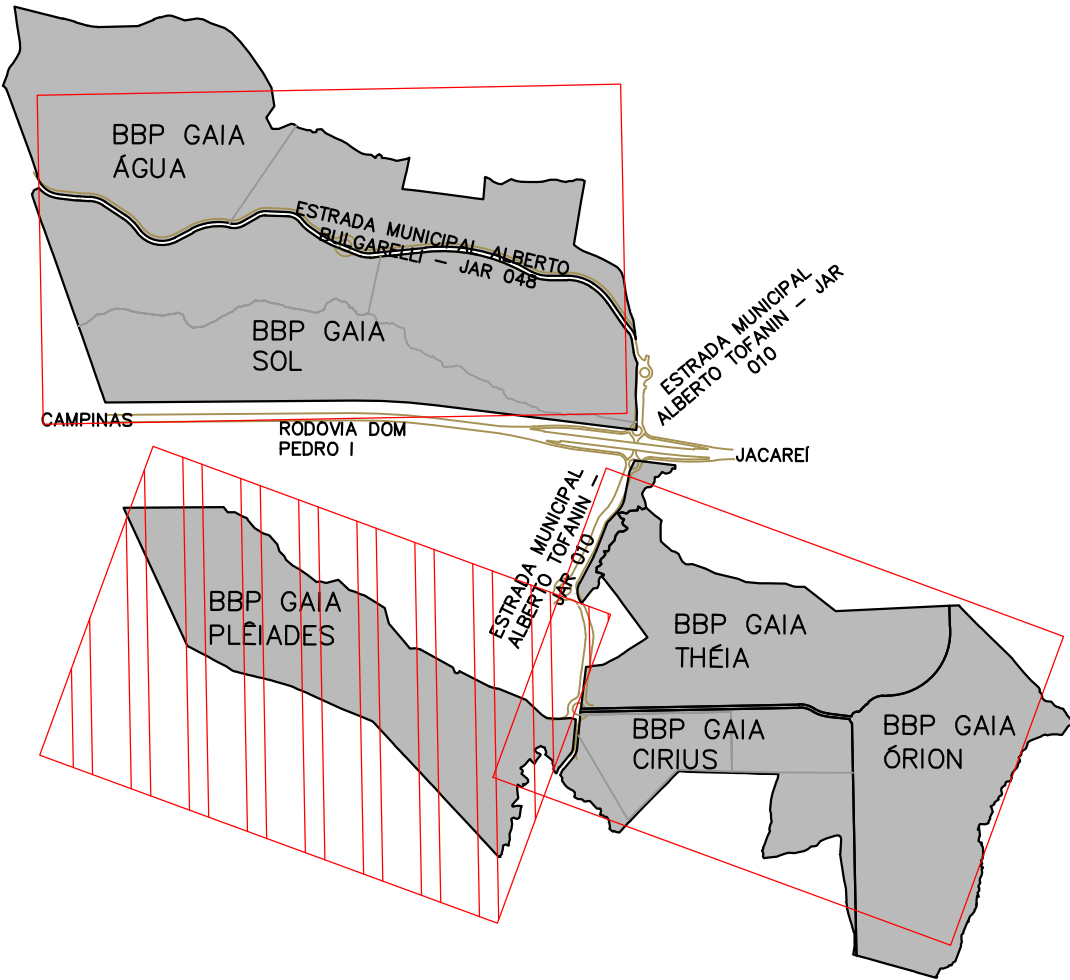 BBP GAIA
ÁGUA
ESTRADA MUNICIPAL ALBERTO
BULGARELLI - JAR 048
BBP GAIA
SOL
ESTRADA MUNICIPAL
ALBERTO TOFANIN - JAR
010
CAMPINAS
RODOVIA DOM
PEDRO I
JACAREÍ
ESTRADA MUNICIPAL
ALBERTO TOFANIN -
JAR 010
BBP GAIA
PLÊIADES
BBP GAIA
THÉIA
BBP GAIA
CIRIUS
BBP GAIA
ÓRION